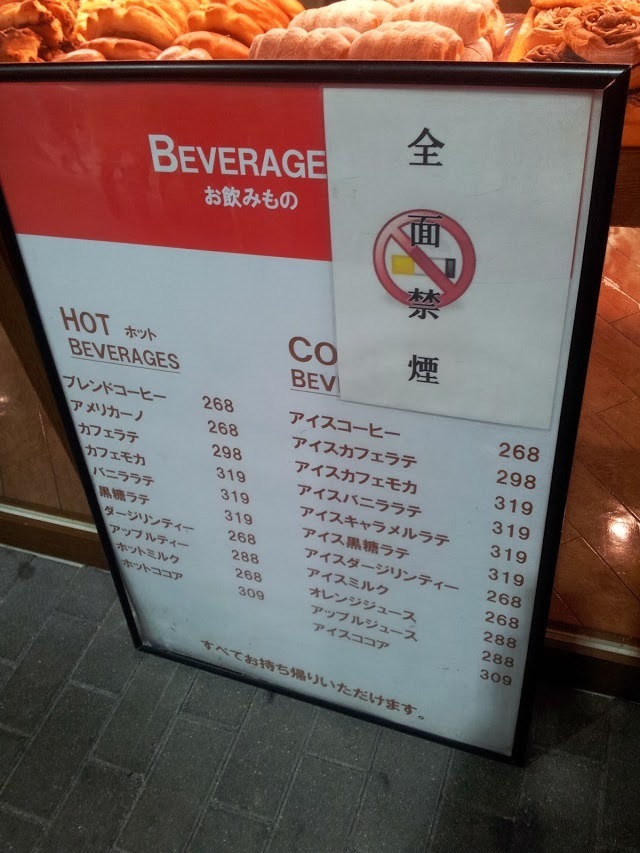 BEVERAGE
お飲みもの
全面禁煙
HOT ホット
BEVERAGES
ブレンドコーヒー 268
アメリカーノ 268
カフェラテ 298
カフェモカ 319
バニララテ 319
黒糖ラテ 319
ダージリンティー 268
アップルティー 288
ホットミルク 268
ホットココア 309
CO
BEV
アイスコーヒー 268
アイスカフェラテ 298
アイスカフェモカ 319
アイスバニララテ 319
アイスキャラメルラテ 319
アイス黒糖ラテ 319
アイスダージリンティー 268
アイスミルク 268
オレンジジュース 288
アップルジュース 288
アイスココア 309
すべてお持ち帰りいただけます。